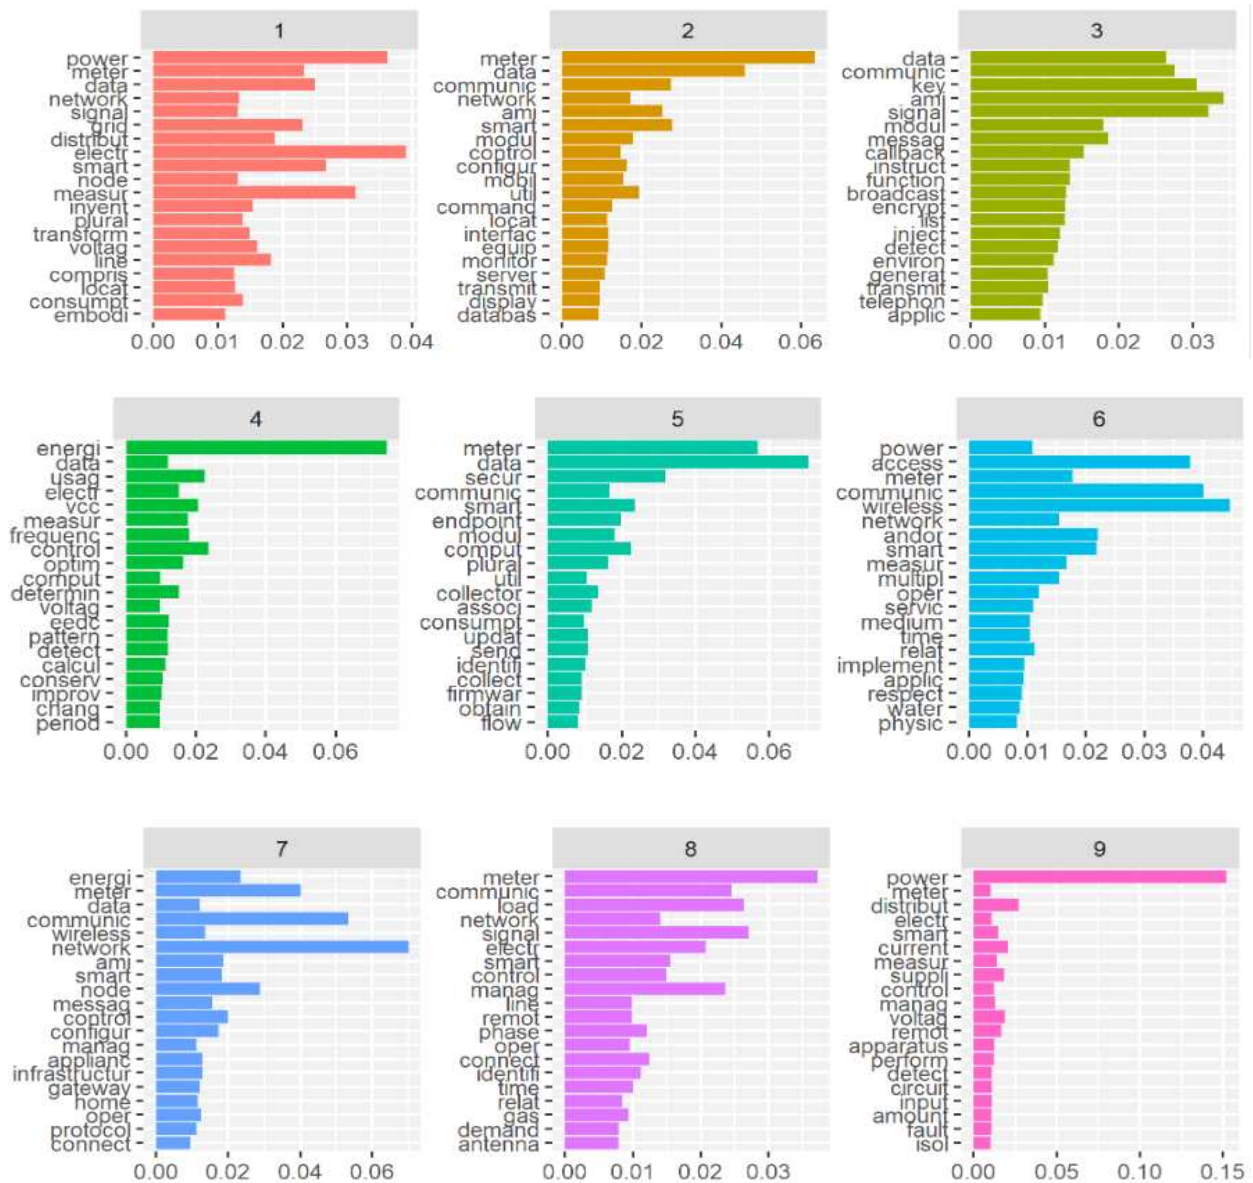 1
power
meter
data
network
signal
grid
distribut
electr
smart
node
measur
invent
plural
transform
voltag
line
compris
locat
consumpt
embodi
0.00 0.01 0.02 0.03 0.04
2
meter
data
communic
network
ami
smart
modul
control
configur
mobil
util
command
locat
interfac
equip
monitor
server
transmit
display
databas
0.00 0.02 0.04 0.06
3
data
communic
key
ami
signal
modul
messag
callback
instruct
function
broadcast
encrypt
list
inject
detect
environ
generat
transmit
telephon
applic
0.00 0.01 0.02 0.03
4
energi
data
usag
electr
vcc
measur
frequenc
control
optim
comput
determin
voltag
eedc
pattern
detect
calcul
conserv
improv
chang
period
0.00 0.02 0.04 0.06
5
meter
data
secur
communic
smart
endpoint
modul
comput
plural
util
collector
associ
consumpt
updat
send
identifi
collect
firmwar
obtain
flow
0.00 0.02 0.04 0.06
6
power
access
meter
communic
wireless
network
andor
smart
measur
multipl
oper
servic
medium
time
relat
implement
applic
respect
water
physic
0.00 0.01 0.02 0.03 0.04
7
energi
meter
data
communic
wireless
network
ami
smart
node
messag
control
configur
manag
applianc
infrastructur
gateway
home
oper
protocol
connect
0.00 0.02 0.04 0.06
8
meter
communic
load
network
signal
electr
smart
control
manag
line
remot
phase
oper
connect
identifi
time
relat
gas
demand
antenna
0.00 0.01 0.02 0.03
9
power
meter
distribut
electr
smart
current
measur
suppli
control
manag
voltag
remot
apparatus
perform
detect
circuit
input
amount
fault
isol
0.00 0.05 0.10 0.15